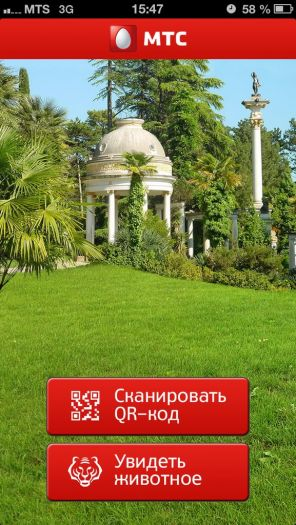 MTS 3G 15:47 58 %
МТС
Сканировать
QR-код
Увидеть
животное